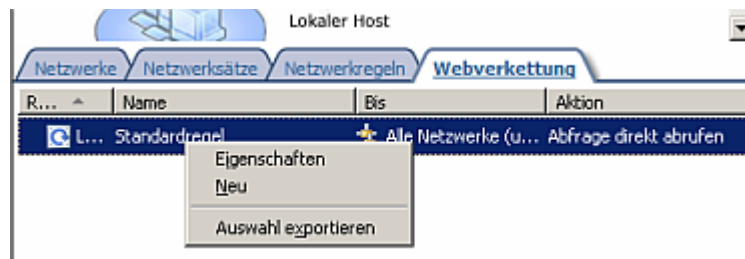 Lokaler Host
Netzwerke Netzwerksätze Netzwerkregeln Webverkettung
R... Name Bis Aktion
L... Standardregel Alle Netzwerke (u... Abfrage direkt abrufen
Eigenschaften
Neu
Auswahl exportieren